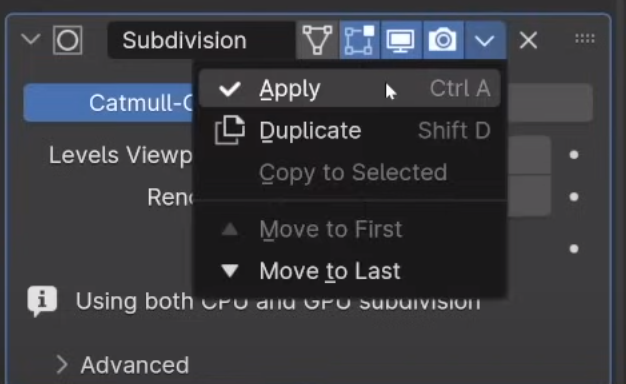 Subdivision
Apply Ctrl A
Catmull-C
Duplicate Shift D
Levels Viewp
Copy to Selected
Ren
Move to First
Move to Last
Using both CPU and GPU subdivision
Advanced